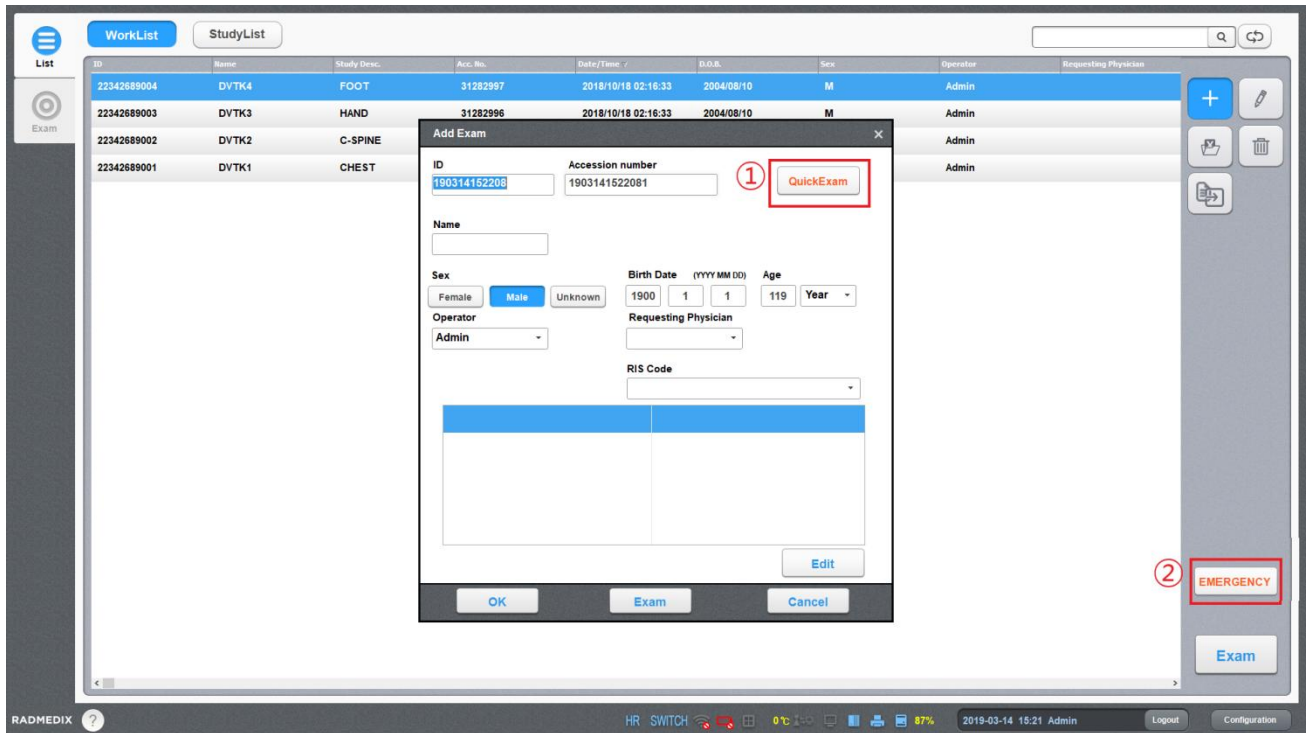 WorkList StudyList
List
ID Name Study Desc. Acc. No. Date/Time D.O.B. Sex Operator Requesting Physician
22342689004 DVTK4 FOOT 31282997 2018/10/18 02:16:33 2004/08/10 M Admin
Exam
22342689003 DVTK3 HAND 31282996 2018/10/18 02:16:33 2004/08/10 M Admin
22342689002 DVTK2 C-SPINE Admin
22342689001 DVTK1 CHEST Admin
Add Exam
ID Accession number
190314152208 1903141522081
① QuickExam
Name
Sex Birth Date (YYYY MM DD) Age
Female Male Unknown 1900 1 1 119 Year
Operator Requesting Physician
Admin
RIS Code
Edit
OK Exam Cancel
② EMERGENCY
Exam
RADMEDIX ? HR SWITCH 0℃ 87% 2019-03-14 15:21 Admin Logout Configuration